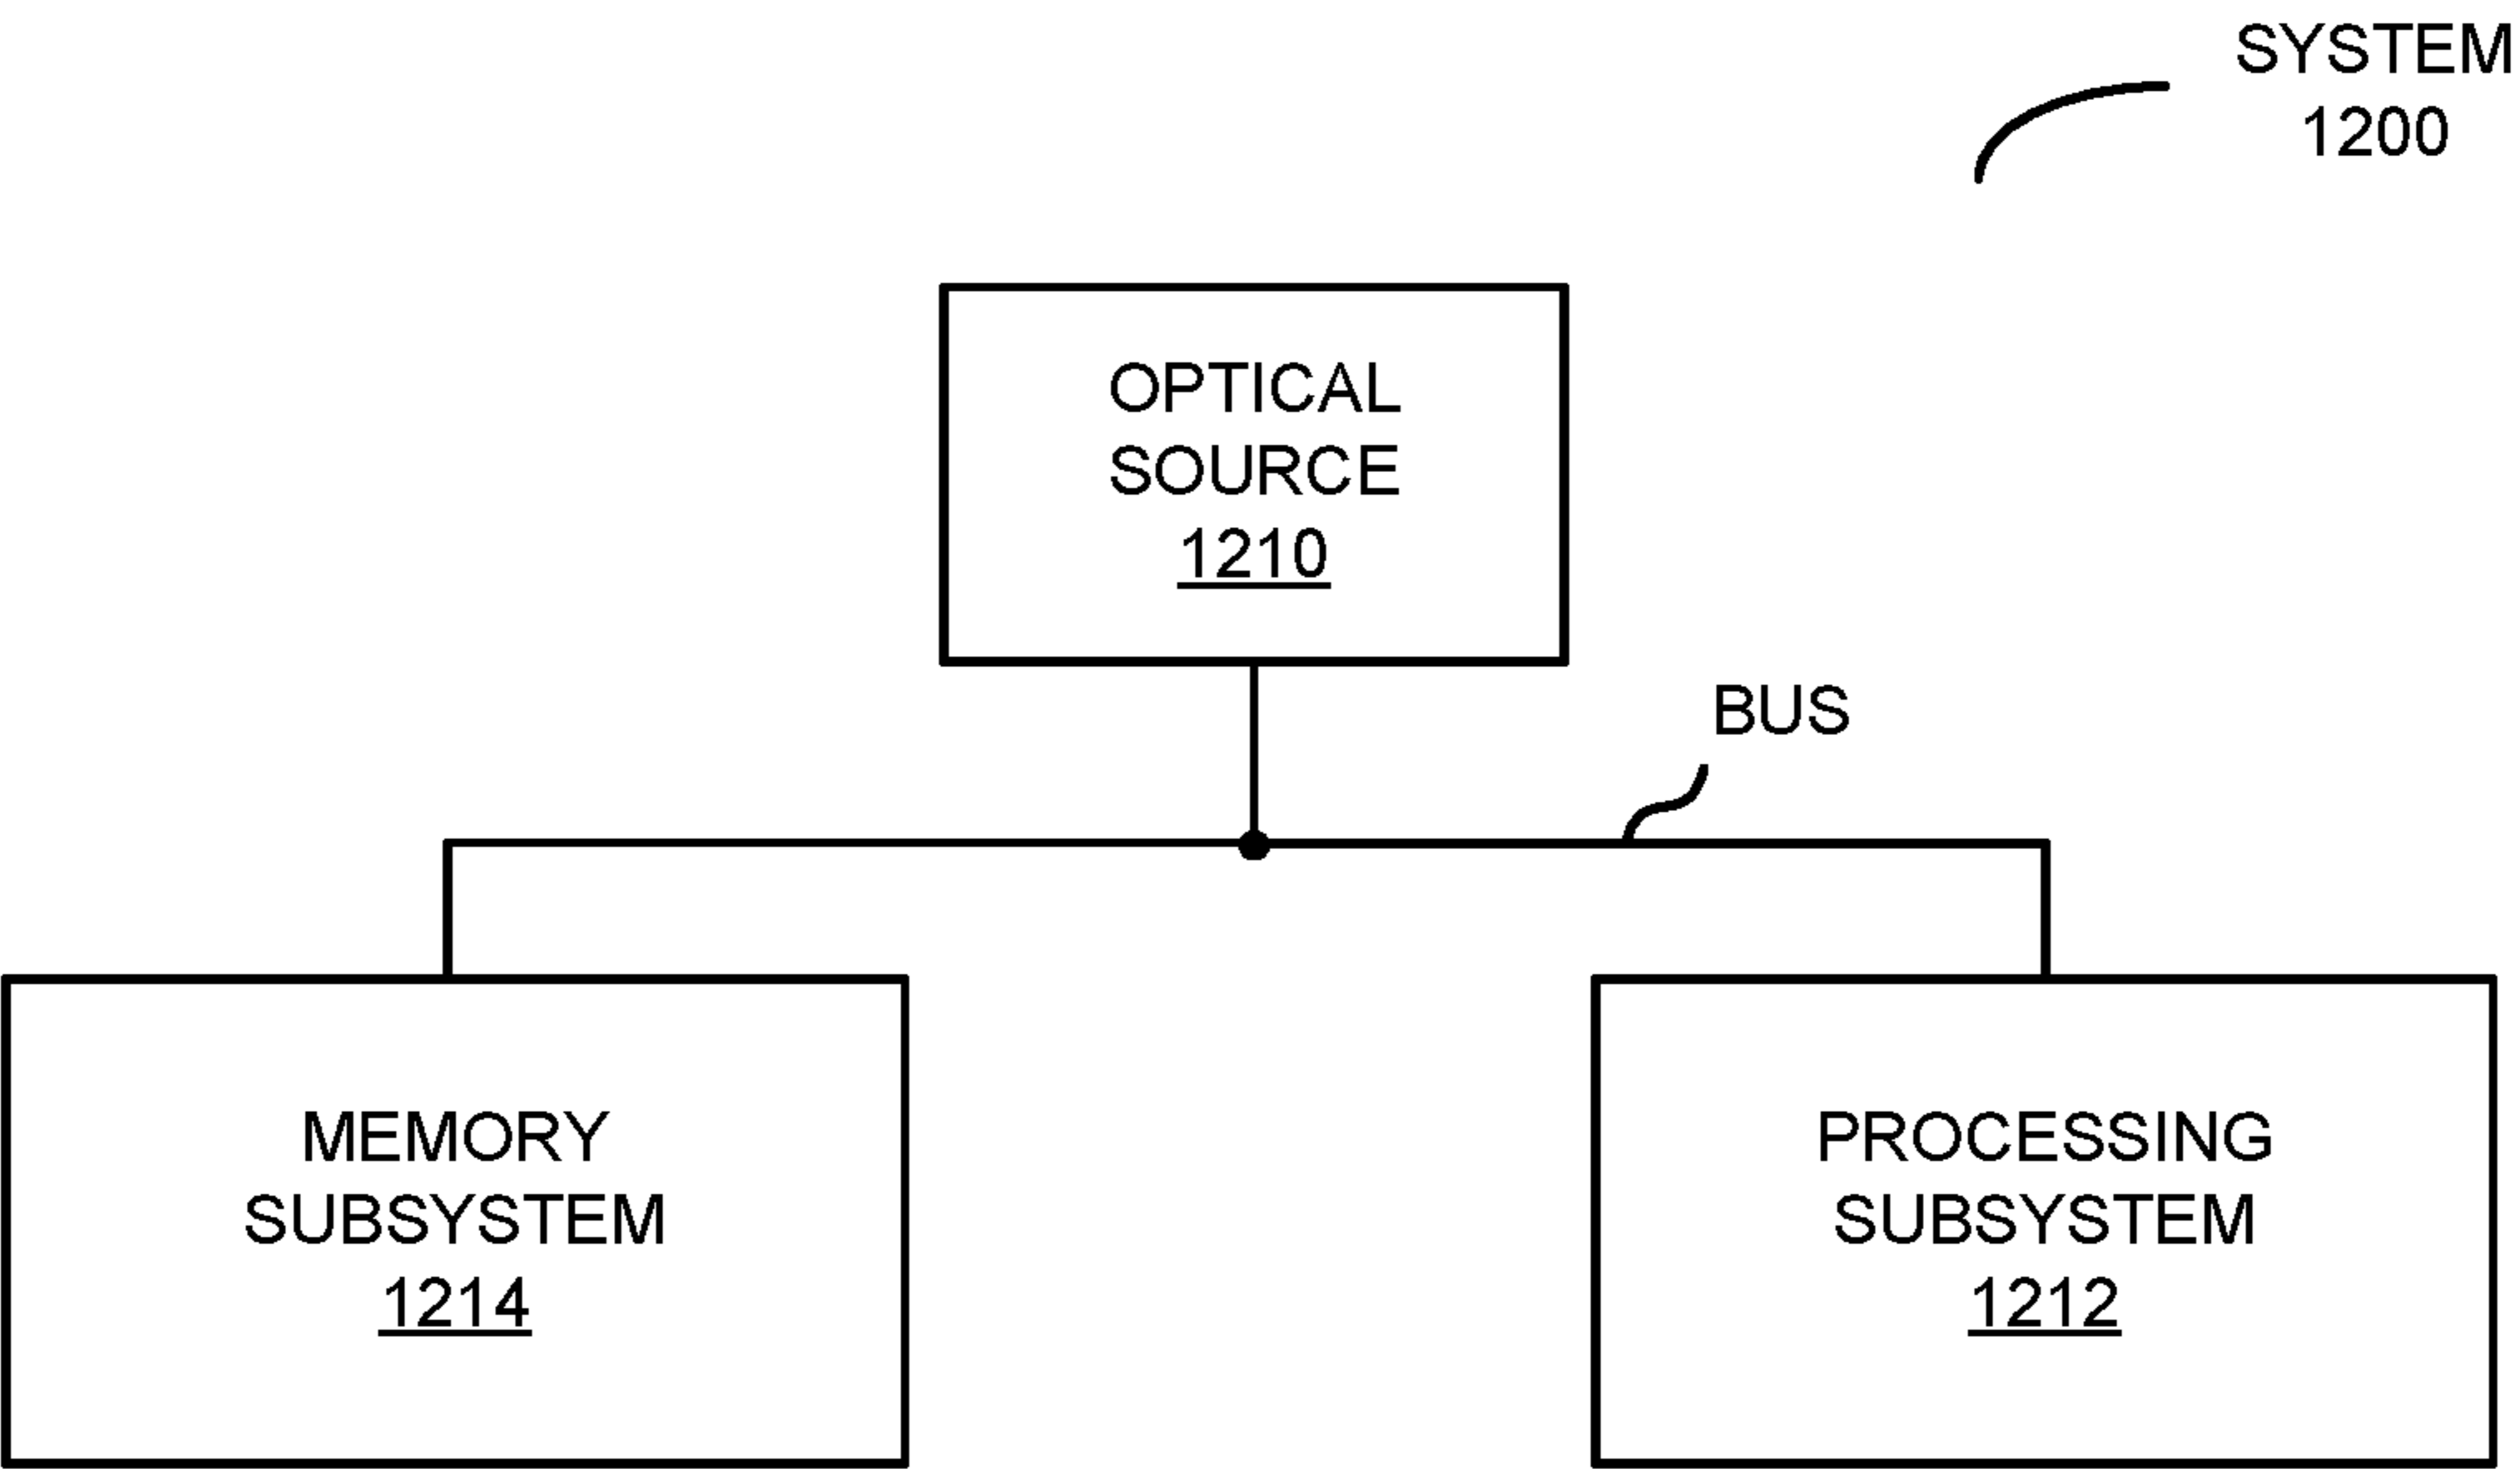 SYSTEM
1200
OPTICAL
SOURCE
1210
BUS
MEMORY
SUBSYSTEM
1214
PROCESSING
SUBSYSTEM
1212